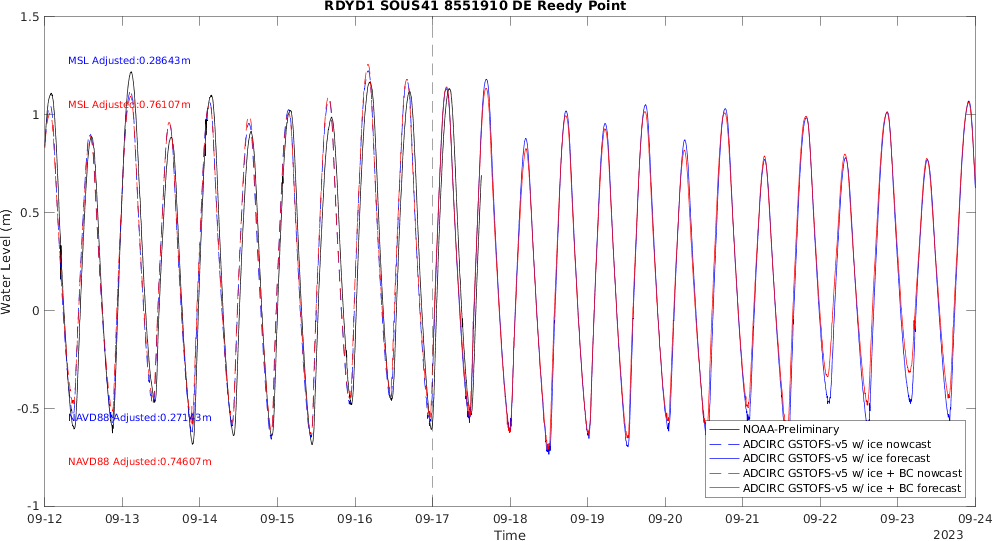 RDYD1 SOUS41 8551910 DE Reedy Point
1.5
1
0.5
0
-0.5
-1
Water Level (m)
MSL Adjusted:0.28643m
MSL Adjusted:0.76107m
NAVD88 Adjusted:0.27143m
NAVD88 Adjusted:0.74607m
NOAA-Preliminary
ADCIRC GSTOFS-v5 w/ ice nowcast
ADCIRC GSTOFS-v5 w/ ice forecast
ADCIRC GSTOFS-v5 w/ ice + BC nowcast
ADCIRC GSTOFS-v5 w/ ice + BC forecast
09-12 09-13 09-14 09-15 09-16 09-17 09-18 09-19 09-20 09-21 09-22 09-23 09-24
Time
2023